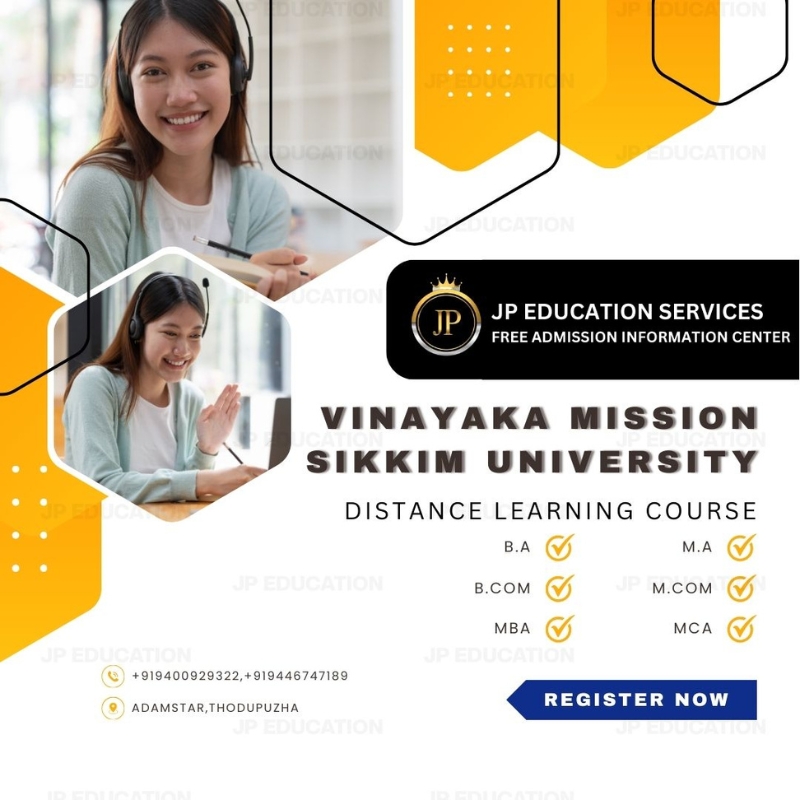 JP
JP EDUCATION SERVICES
FREE ADMISSION INFORMATION CENTER
VINAYAKA MISSION
SIKKIM UNIVERSITY
DISTANCE LEARNING COURSE
B.A
M.A
B.COM
M.COM
MBA
MCA
+919400929322,+919446747189
ADAMSTAR,THODUPUZHA
REGISTER NOW
JP EDUCATION